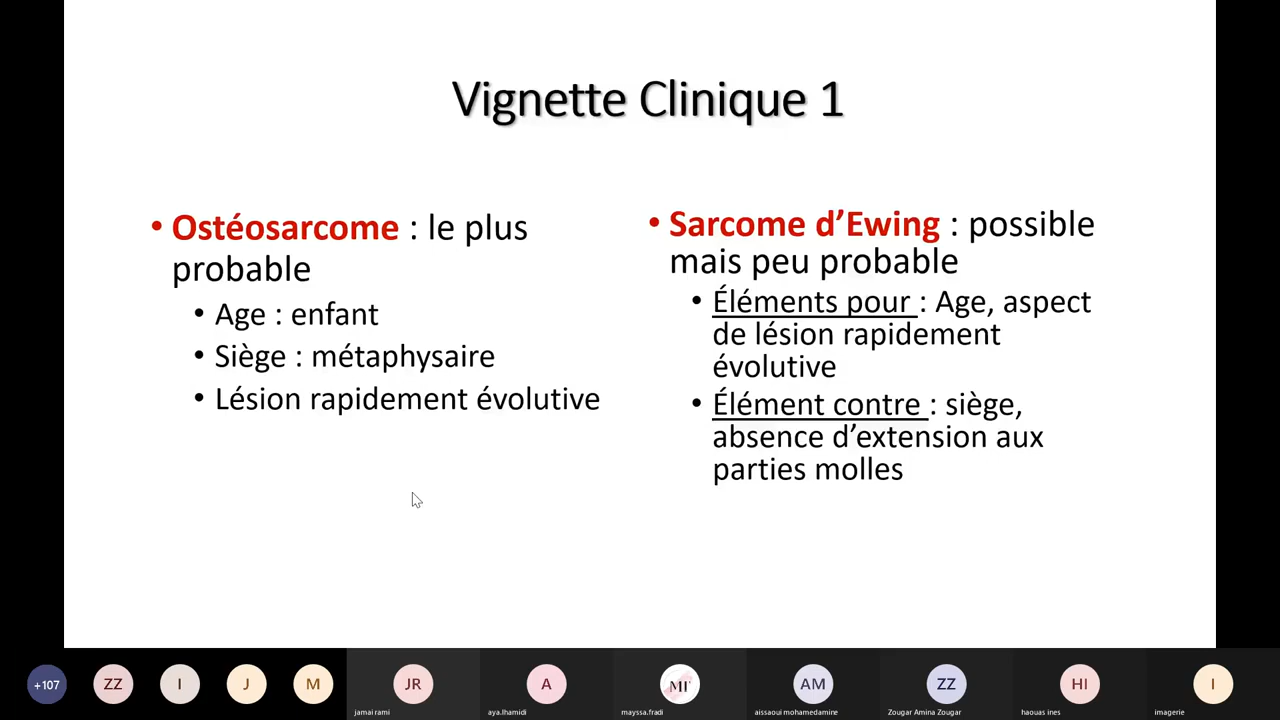 Vignette Clinique 1
• Ostéosarcome : le plus
probable
• Age : enfant
• Siège : métaphysaire
• Lésion rapidement évolutive
• Sarcome d’Ewing : possible
mais peu probable
• Éléments pour : Age, aspect
de lésion rapidement
évolutive
• Élément contre : siège,
absence d’extension aux
parties molles
+107
ZZ
I
J
M
JR
jamai rami
A
aya.lhamidi
MF
mayssa.fradi
AM
aissaoui mohamedamine
ZZ
Zougar Amina Zougar
HI
haouas ines
I
imagerie